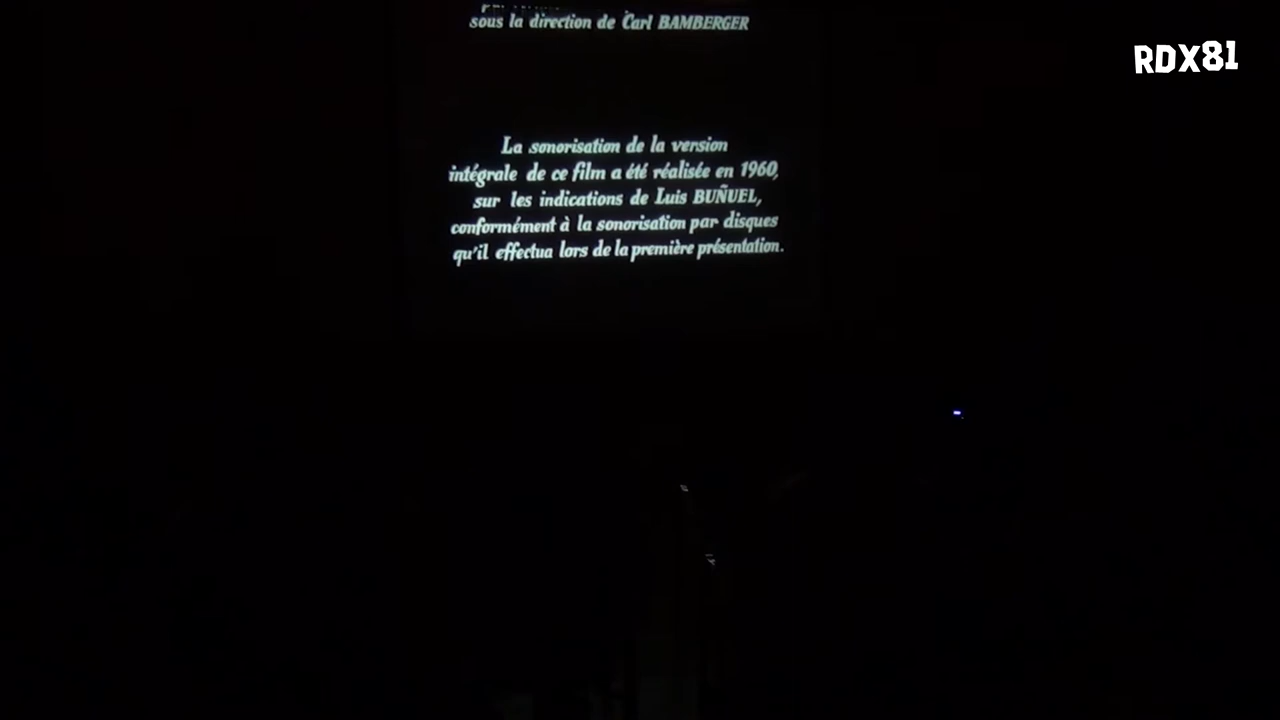 sous la direction de Carl BAMBERGER
RDX81
La sonorisation de la version
intégrale de ce film a été réalisée en 1960,
sur les indications de Luis BUÑUEL,
conformément à la sonorisation par disques
qu'il effectua lors de la première présentation.